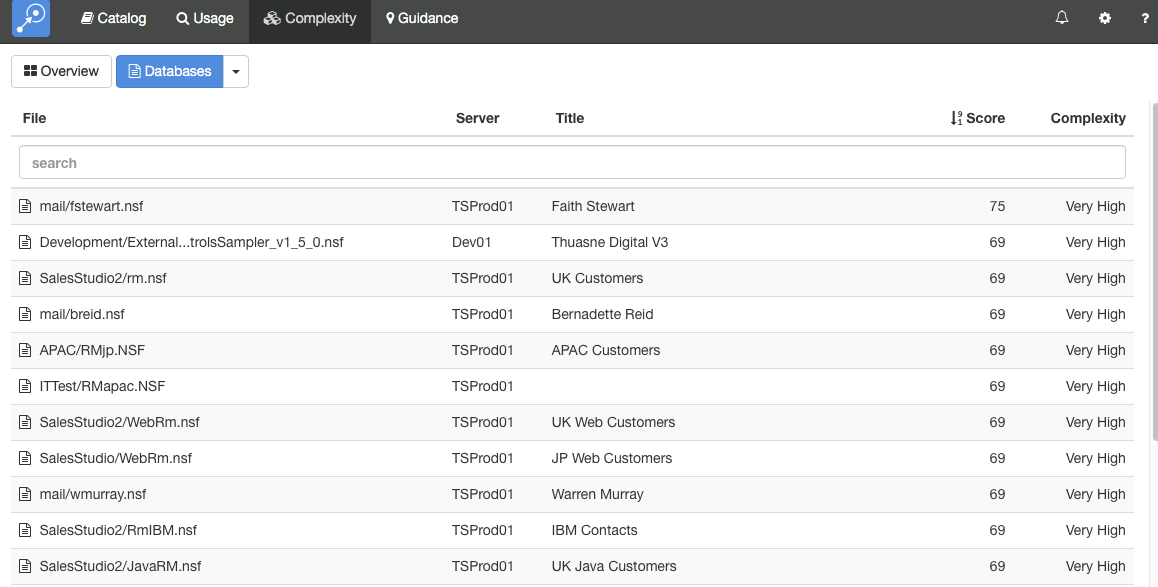 Catalog Usage Complexity Guidance ?
Overview Databases
File Server Title Score Complexity
search
mail/fstewart.nsf TSProd01 Faith Stewart 75 Very High
Development/External...trolsSampler_v1_5_0.nsf Dev01 Thuasne Digital V3 69 Very High
SalesStudio2/rm.nsf TSProd01 UK Customers 69 Very High
mail/breid.nsf TSProd01 Bernadette Reid 69 Very High
APAC/RMjp.NSF TSProd01 APAC Customers 69 Very High
ITTest/RMapac.NSF TSProd01 69 Very High
SalesStudio2/WebRm.nsf TSProd01 UK Web Customers 69 Very High
SalesStudio/WebRm.nsf TSProd01 JP Web Customers 69 Very High
mail/wmurray.nsf TSProd01 Warren Murray 69 Very High
SalesStudio2/RmIBM.nsf TSProd01 IBM Contacts 69 Very High
SalesStudio2/JavaRM.nsf TSProd01 UK Java Customers 69 Very High